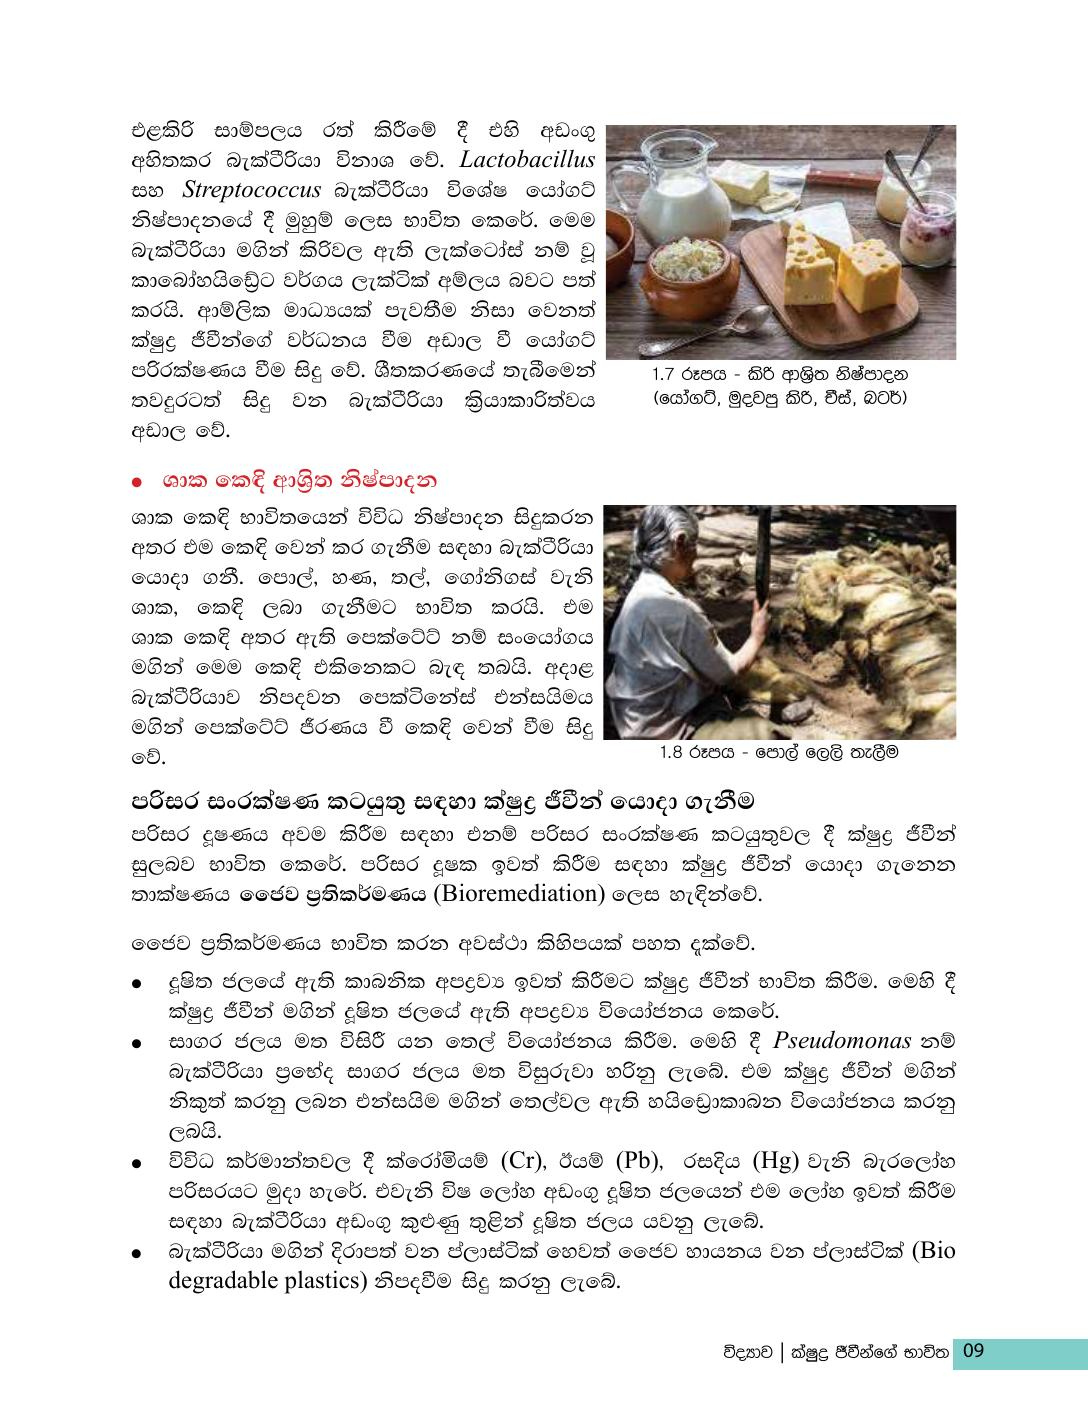 එළකිරි සාම්පලය රත් කිරීමේ දී එහි අඩංගු
අහිතකර බැක්ටීරියා විනාශ වේ. Lactobacillus
සහ Streptococcus බැක්ටීරියා විශේෂ යෝගට්
නිෂ්පාදනයේ දී මුහුම් ලෙස භාවිත කෙරේ. මෙම
බැක්ටීරියා මගින් කිරිවල ඇති ලැක්ටෝස් නම් වූ
කාබෝහයිඩ්‍රේට වර්ගය ලැක්ටික් අම්ලය බවට පත්
කරයි. ආම්ලික මාධ්‍යයක් පැවතීම නිසා වෙනත්
ක්ෂුද්‍ර ජීවීන්ගේ වර්ධනය වීම අඩාල වී යෝගට්
පරිරක්ෂණය වීම සිදු වේ. ශීතකරණයේ තැබීමෙන්
තවදුරටත් සිදු වන බැක්ටීරියා ක්‍රියාකාරිත්වය
අඩාල වේ.
1.7 රූපය - කිරි ආශ්‍රිත නිෂ්පාදන
(යෝගට්, මුදවපු කිරි, චීස්, බටර්)
● ශාක කෙඳි ආශ්‍රිත නිෂ්පාදන
ශාක කෙඳි භාවිතයෙන් විවිධ නිෂ්පාදන සිදුකරන
අතර එම කෙඳි වෙන් කර ගැනීම සඳහා බැක්ටීරියා
යොදා ගනී. පොල්, හණ, තල්, ගෝනිගස් වැනි
ශාක, කෙඳි ලබා ගැනීමට භාවිත කරයි. එම
ශාක කෙඳි අතර ඇති පෙක්ටේට් නම් සංයෝගය
මගින් මෙම කෙඳි එකිනෙකට බැඳ තබයි. අදාළ
බැක්ටීරියාව නිපදවන පෙක්ටිනේස් එන්සයිමය
මගින් පෙක්ටේට් ජීරණය වී කෙඳි වෙන් වීම සිදු
වේ.
1.8 රූපය - පොල් ලෙලි තැලීම
පරිසර සංරක්ෂණ කටයුතු සඳහා ක්ෂුද්‍ර ජීවීන් යොදා ගැනීම
පරිසර දූෂණය අවම කිරීම සඳහා එනම් පරිසර සංරක්ෂණ කටයුතුවල දී ක්ෂුද්‍ර ජීවීන්
සුලබව භාවිත කෙරේ. පරිසර දූෂක ඉවත් කිරීම සඳහා ක්ෂුද්‍ර ජීවීන් යොදා ගැනෙන
තාක්ෂණය ජෛව ප්‍රතිකර්මණය (Bioremediation) ලෙස හැඳින්වේ.
ජෛව ප්‍රතිකර්මණය භාවිත කරන අවස්ථා කිහිපයක් පහත දැක්වේ.
● දූෂිත ජලයේ ඇති කාබනික අපද්‍රව්‍ය ඉවත් කිරීමට ක්ෂුද්‍ර ජීවීන් භාවිත කිරීම. මෙහි දී
ක්ෂුද්‍ර ජීවීන් මගින් දූෂිත ජලයේ ඇති අපද්‍රව්‍ය වියෝජනය කෙරේ.
● සාගර ජලය මත විසිරී යන තෙල් වියෝජනය කිරීම. මෙහි දී Pseudomonas නම්
බැක්ටීරියා ප්‍රභේද සාගර ජලය මත විසුරුවා හරිනු ලැබේ. එම ක්ෂුද්‍ර ජීවීන් මගින්
නිකුත් කරනු ලබන එන්සයිම මගින් තෙල්වල ඇති හයිඩ්‍රොකාබන වියෝජනය කරනු
ලබයි.
● විවිධ කර්මාන්තවල දී ක්රෝමියම් (Cr), ඊයම් (Pb), රසදිය (Hg) වැනි බැරලෝහ
පරිසරයට මුදා හැරේ. එවැනි විෂ ලෝහ අඩංගු දූෂිත ජලයෙන් එම ලෝහ ඉවත් කිරීම
සඳහා බැක්ටීරියා අඩංගු කුළුණු තුළින් දූෂිත ජලය යවනු ලැබේ.
● බැක්ටීරියා මගින් දිරාපත් වන ප්ලාස්ටික් හෙවත් ජෛව හායනය වන ප්ලාස්ටික් (Bio
degradable plastics) නිපදවීම සිදු කරනු ලැබේ.
විද්‍යාව | ක්ෂුද්‍ර ජීවීන්ගේ භාවිත 09